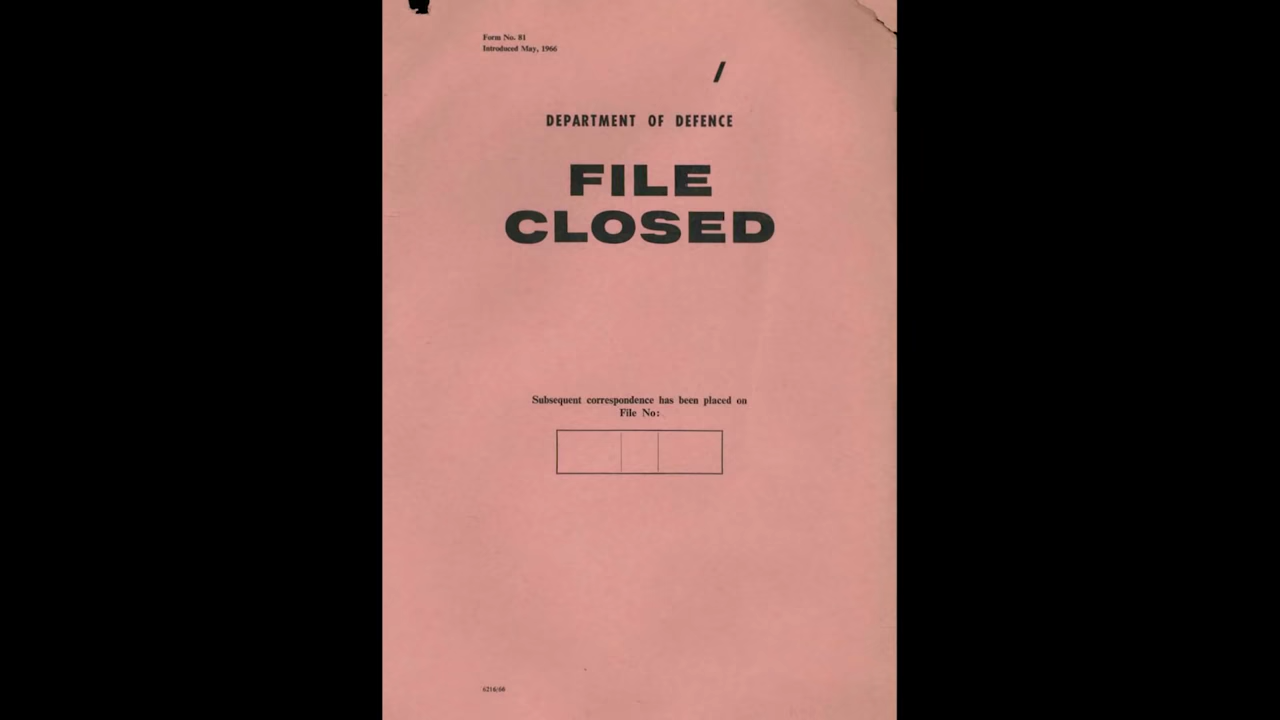 Form No. 81
Introduced May, 1966
/
DEPARTMENT OF DEFENCE
FILE
CLOSED
Subsequent correspondence has been placed on
File No:
6216/66